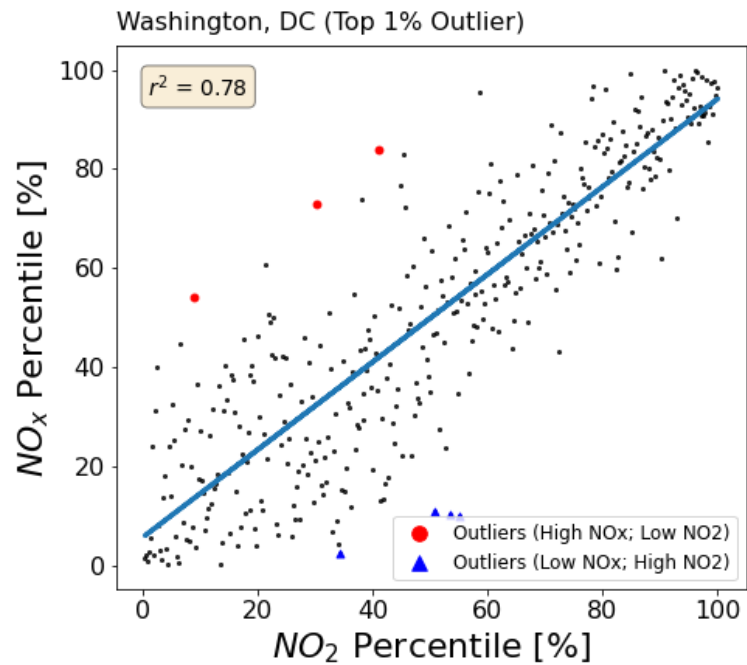 Washington, DC (Top 1% Outlier)
r² = 0.78
NOₓ Percentile [%]
100
80
60
40
20
0
Outliers (High NOx; Low NO2)
Outliers (Low NOx; High NO2)
0 20 40 60 80 100
NO₂ Percentile [%]